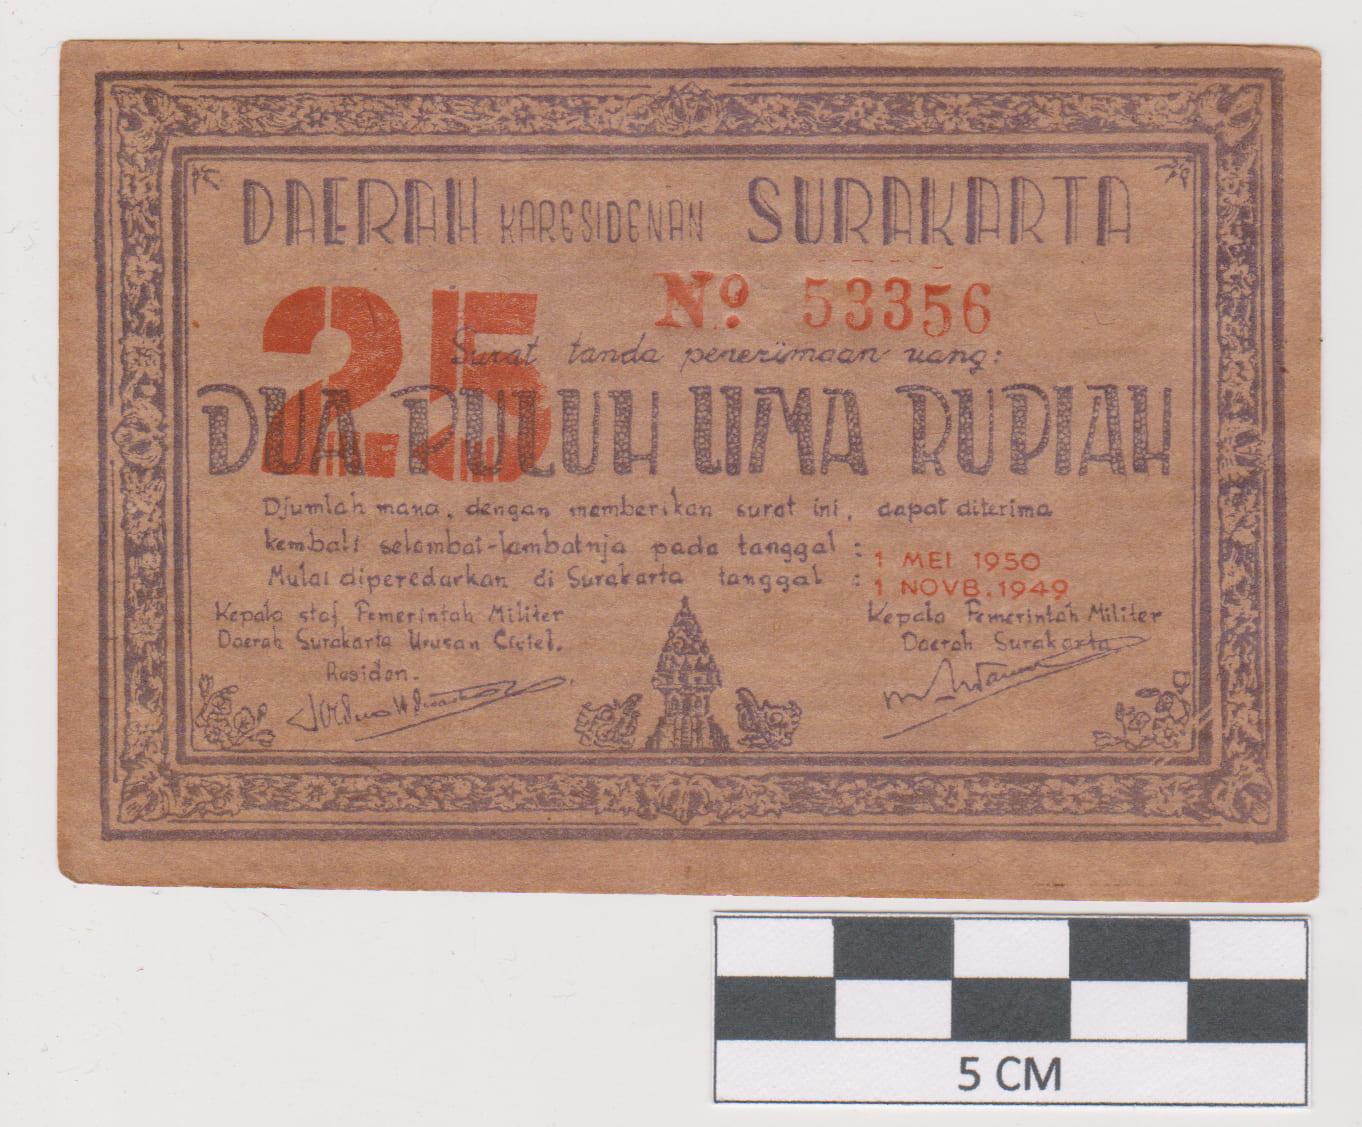 DAERAH KARESIDENAN SURAKARTA
25
No. 53356
Surat tanda penerimaan uang:
DUA PULUH LIMA RUPIAH
Djumlah mana, dengan memberikan surat ini, dapat diterima
kembali selambat-lambatnja pada tanggal : 1 MEI 1950
Mulai diperedarkan di Surakarta tanggal : 1 NOVB. 1949
Kepala staf Pemerintah Militer
Daerah Surakarta Urusan Civiel.
Residen.
Kepala Pemerintah Militer
Daerah Surakarta
5 CM